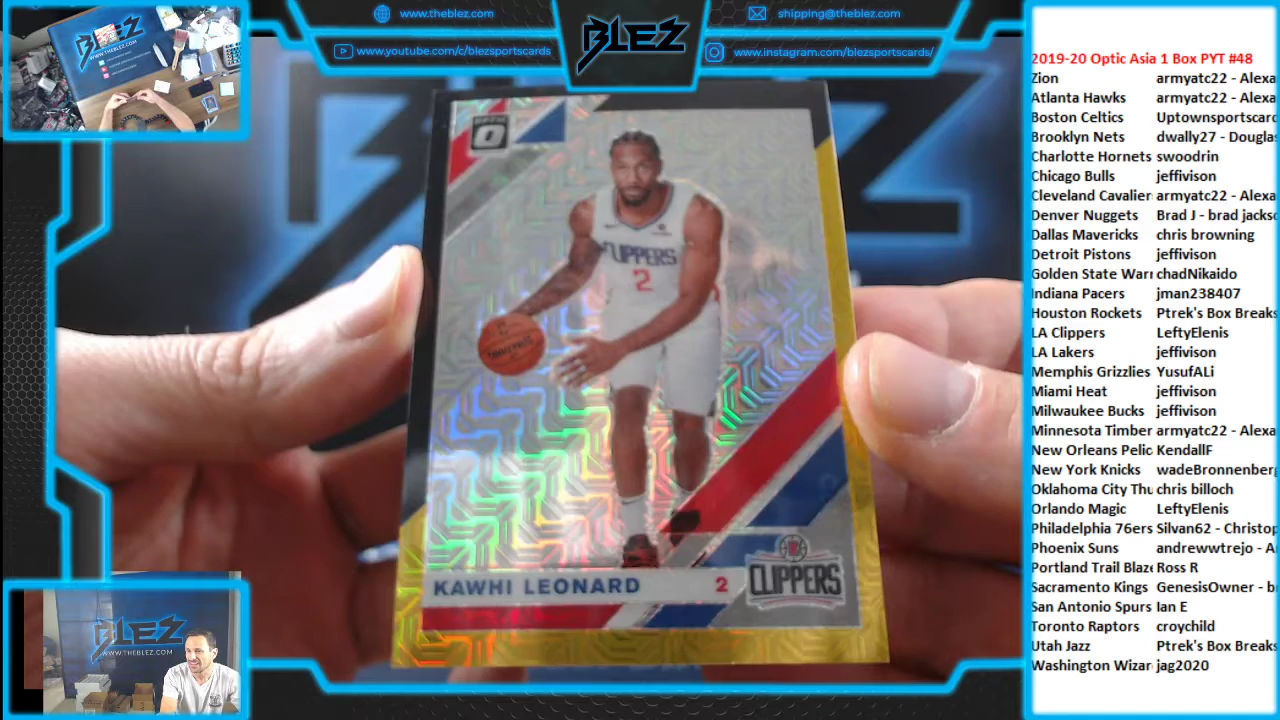 www.theblez.com
www.youtube.com/c/blezsportscards
BLEZ
shipping@theblez.com
www.instagram.com/blezsportscards/
OPTIC
CLIPPERS
2
KAWHI LEONARD 2
CLIPPERS
BLEZ
WWW.THEBLEZ.COM
2019-20 Optic Asia 1 Box PYT #48
Zion armyatc22 - Alexa
Atlanta Hawks armyatc22 - Alexa
Boston Celtics Uptownsportscard
Brooklyn Nets dwally27 - Douglas
Charlotte Hornets swoodrin
Chicago Bulls jeffivison
Cleveland Cavalier armyatc22 - Alexa
Denver Nuggets Brad J - brad jackso
Dallas Mavericks chris browning
Detroit Pistons jeffivison
Golden State Warr chadNikaido
Indiana Pacers jman238407
Houston Rockets Ptrek's Box Breaks
LA Clippers LeftyElenis
LA Lakers jeffivison
Memphis Grizzlies YusufALi
Miami Heat jeffivison
Milwaukee Bucks jeffivison
Minnesota Timber armyatc22 - Alexa
New Orleans Pelic KendallF
New York Knicks wadeBronnenberg
Oklahoma City Thu chris billoch
Orlando Magic LeftyElenis
Philadelphia 76ers Silvan62 - Christop
Phoenix Suns andrewwtrejo - A
Portland Trail Blaze Ross R
Sacramento Kings GenesisOwner - b
San Antonio Spurs Ian E
Toronto Raptors croychild
Utah Jazz Ptrek's Box Breaks
Washington Wizar jag2020